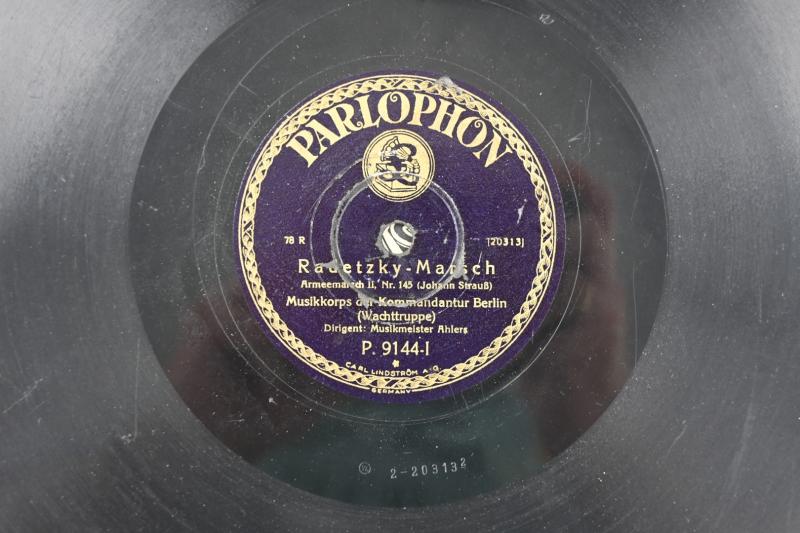 PARLOPHON
78 R [20313]
Radetzky-Marsch
Armeemarsch II, Nr. 145 (Johann Strauß)
Musikkorps der Kommandantur Berlin
(Wachttruppe)
Dirigent: Musikmeister Ahlers
P. 9144-I
CARL LINDSTRÖM A.-G.
GERMANY
2-20313²